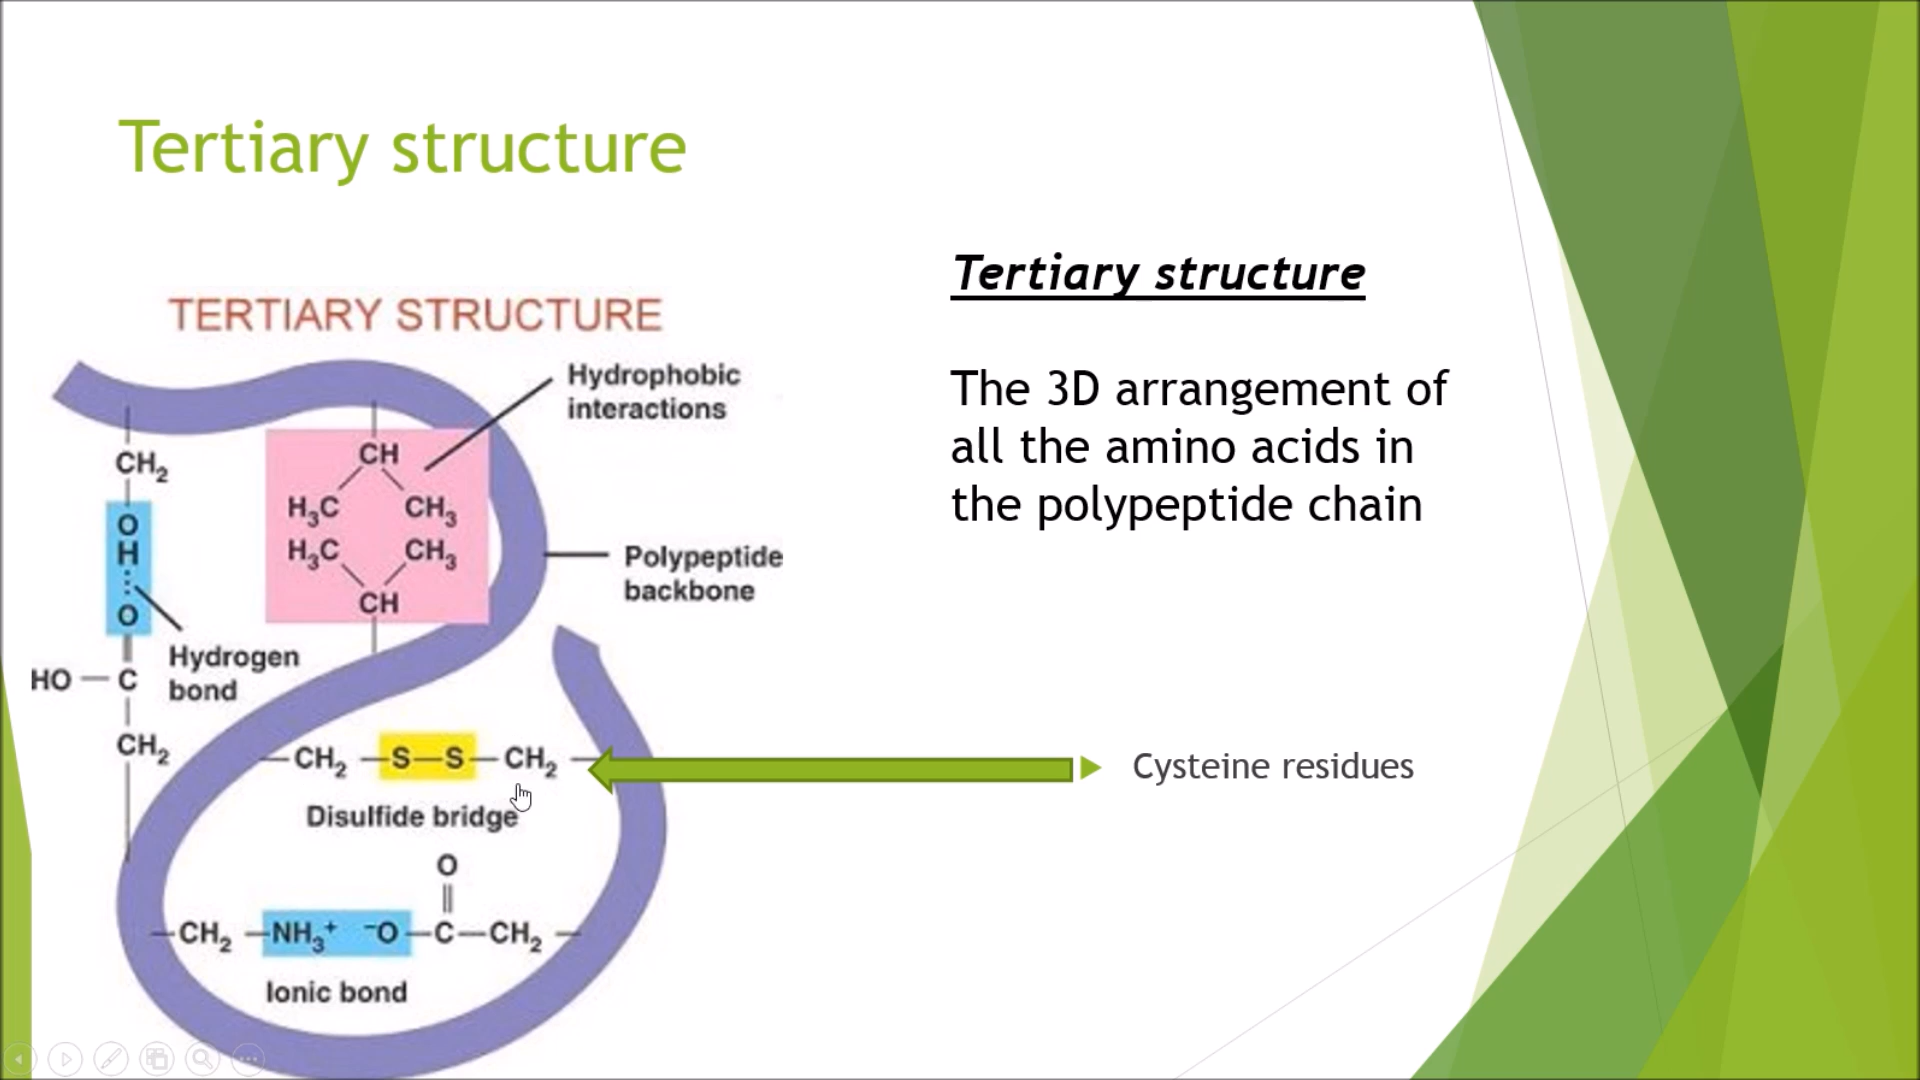 Tertiary structure
TERTIARY STRUCTURE
Hydrophobic
interactions
CH₂
CH
H₃C CH₃
H₃C CH₃
CH
O
H
O
Hydrogen
bond
HO — C
CH₂
Polypeptide
backbone
—CH₂ —S—S—CH₂ —
Disulfide bridge
O
—CH₂ —NH₃⁺ ⁻O—C—CH₂ —
Ionic bond
Tertiary structure
The 3D arrangement of
all the amino acids in
the polypeptide chain
Cysteine residues